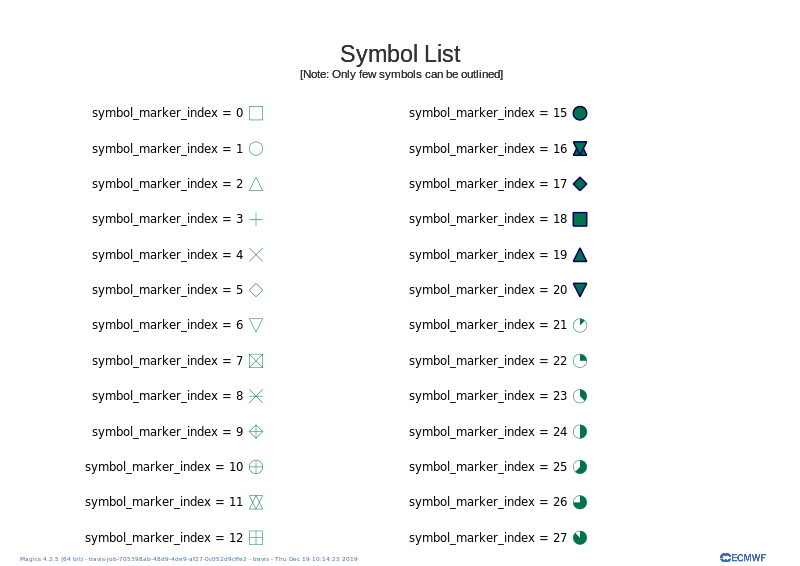 Symbol List
[Note: Only few symbols can be outlined]
symbol_marker_index = 0
symbol_marker_index = 1
symbol_marker_index = 2
symbol_marker_index = 3
symbol_marker_index = 4
symbol_marker_index = 5
symbol_marker_index = 6
symbol_marker_index = 7
symbol_marker_index = 8
symbol_marker_index = 9
symbol_marker_index = 10
symbol_marker_index = 11
symbol_marker_index = 12
symbol_marker_index = 15
symbol_marker_index = 16
symbol_marker_index = 17
symbol_marker_index = 18
symbol_marker_index = 19
symbol_marker_index = 20
symbol_marker_index = 21
symbol_marker_index = 22
symbol_marker_index = 23
symbol_marker_index = 24
symbol_marker_index = 25
symbol_marker_index = 26
symbol_marker_index = 27
Magics 4.2.5 (64 bit) - travis-job-705398ab-48d9-4de9-af27-0c052d9cffe2 - travis - Thu Dec 19 10:14:23 2019
ECMWF